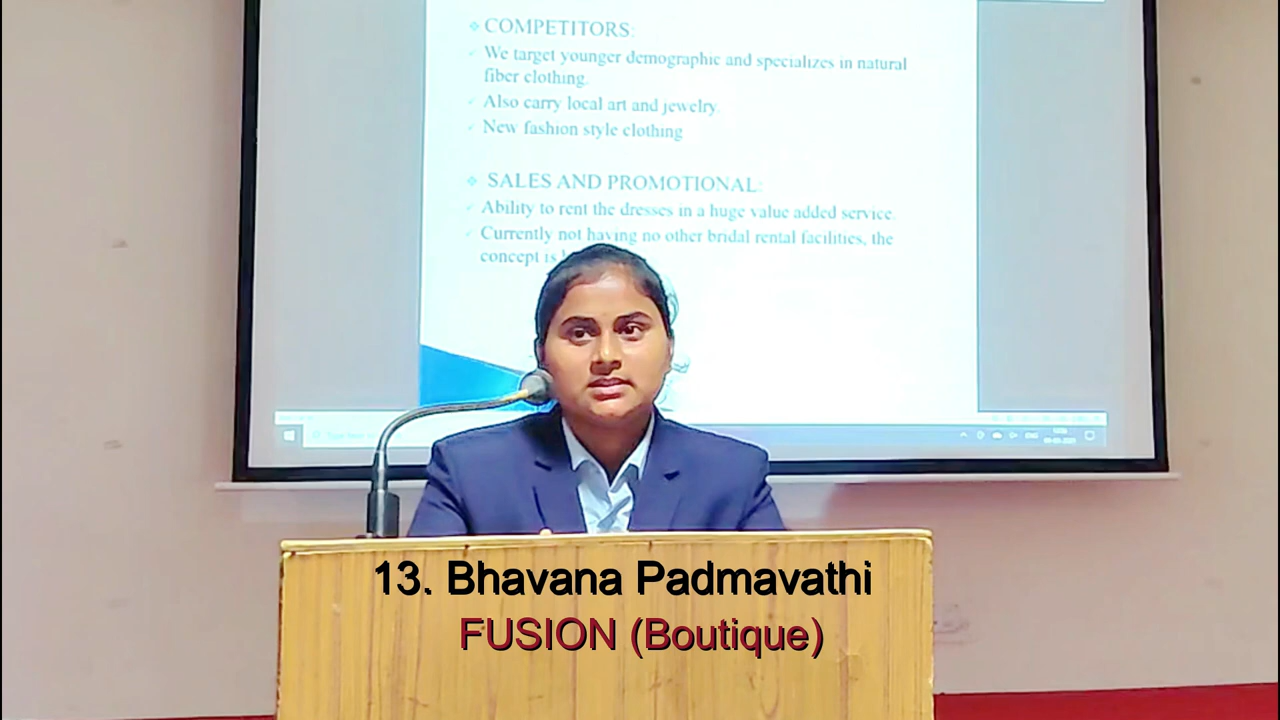 COMPETITORS:
We target younger demographic and specializes in natural
fiber clothing.
Also carry local art and jewelry.
New fashion style clothing
SALES AND PROMOTIONAL:
Ability to rent the dresses in a huge value added service.
Currently not having no other bridal rental facilities, the
concept is
13. Bhavana Padmavathi
FUSION (Boutique)